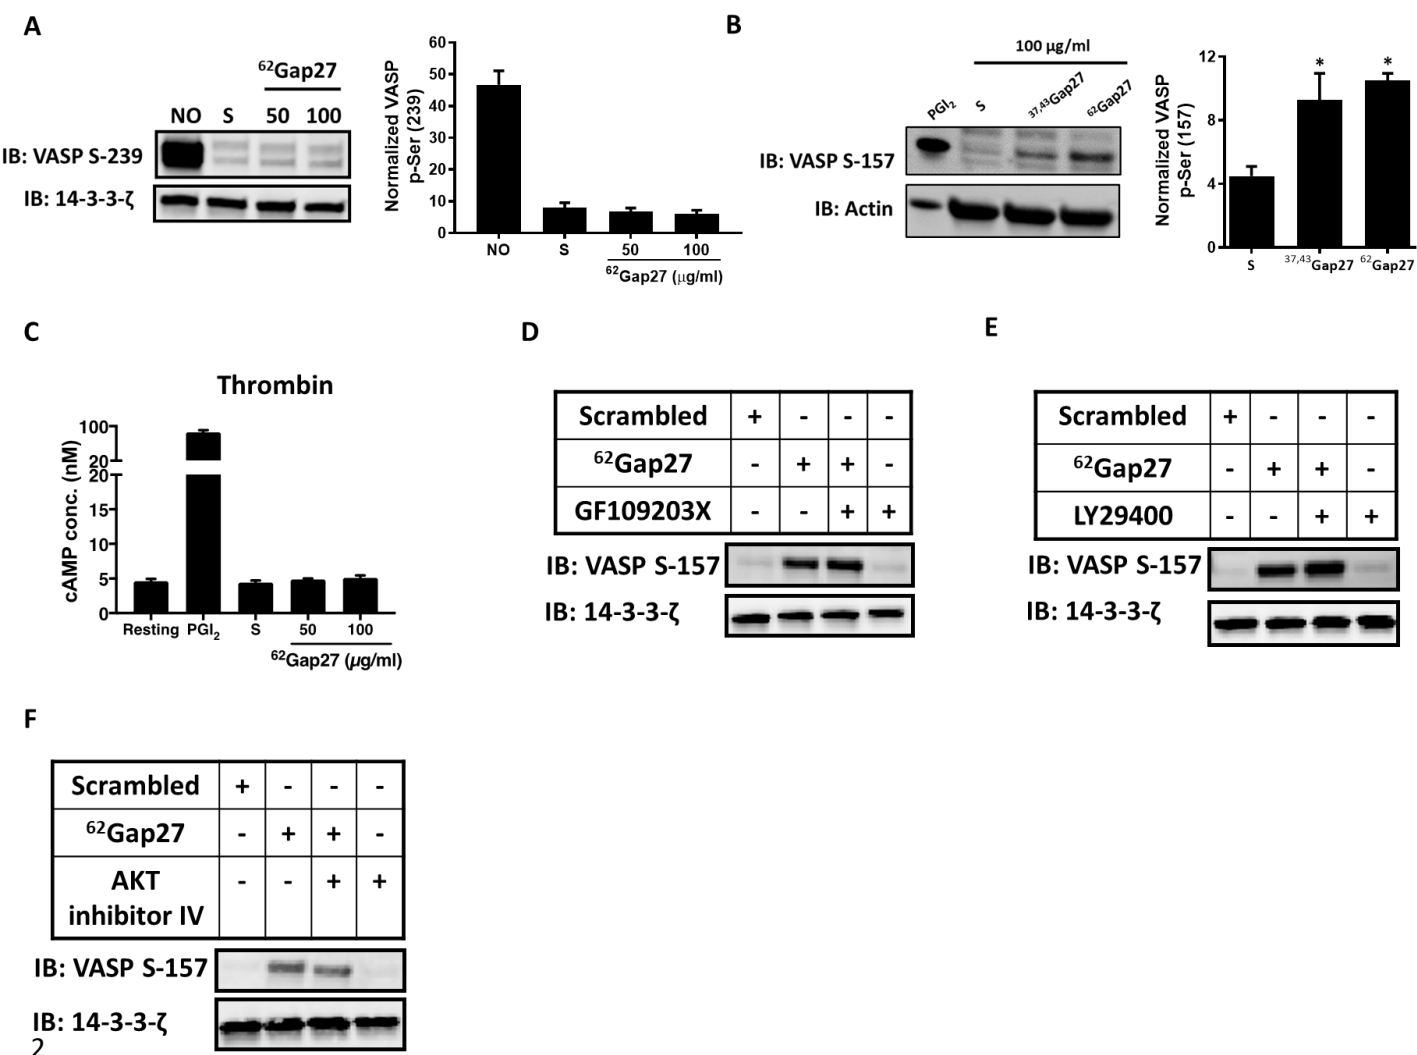 A
⁶²Gap27
NO S 50 100
IB: VASP S-239
IB: 14-3-3-ζ
Normalized VASP
p-Ser (239)
60
50
40
30
20
10
0
NO S 50 100
⁶²Gap27 (µg/ml)
B
100 µg/ml
PGI₂ S ³⁷,⁴³Gap27 ⁶²Gap27
IB: VASP S-157
IB: Actin
Normalized VASP
p-Ser (157)
12
8
4
0
* *
S ³⁷,⁴³Gap27 ⁶²Gap27
C
Thrombin
cAMP conc. (nM)
100
20
20
15
10
5
0
Resting PGI₂ S 50 100
⁶²Gap27 (µg/ml)
D
Scrambled + - - -
⁶²Gap27 - + + -
GF109203X - - + +
IB: VASP S-157
IB: 14-3-3-ζ
E
Scrambled + - - -
⁶²Gap27 - + + -
LY29400 - - + +
IB: VASP S-157
IB: 14-3-3-ζ
F
Scrambled + - - -
⁶²Gap27 - + + -
AKT - - + +
inhibitor IV
IB: VASP S-157
IB: 14-3-3-ζ
2